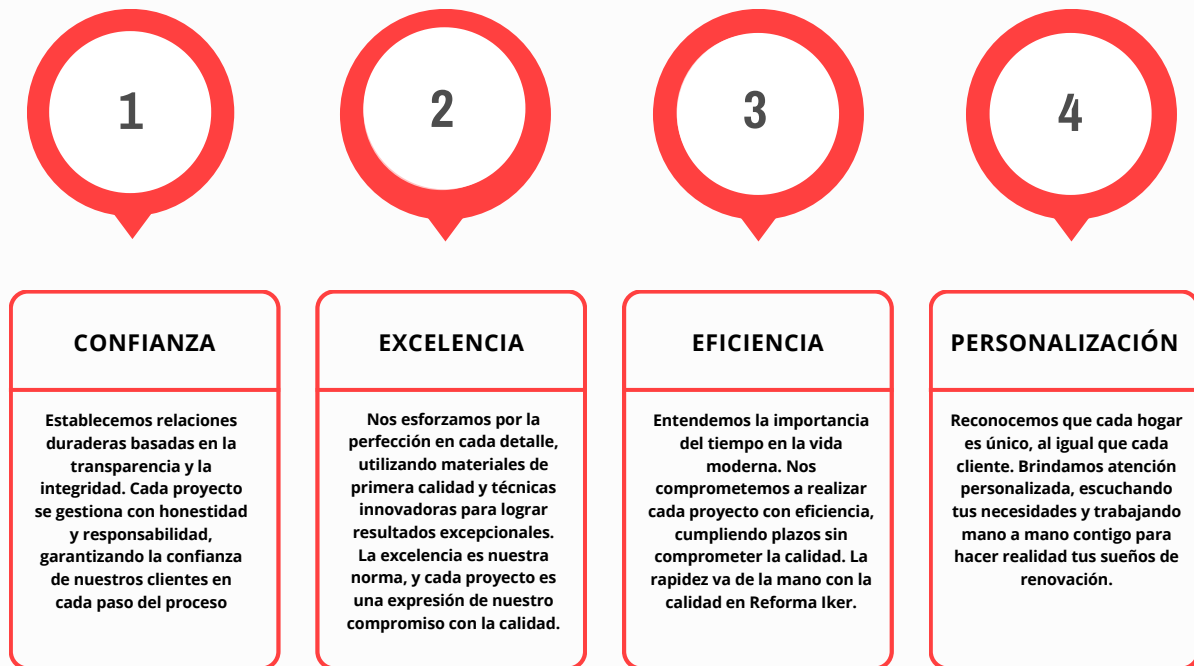 1
2
3
4
CONFIANZA
Establecemos relaciones
duraderas basadas en la
transparencia y la
integridad. Cada proyecto
se gestiona con honestidad
y responsabilidad,
garantizando la confianza
de nuestros clientes en
cada paso del proceso
EXCELENCIA
Nos esforzamos por la
perfección en cada detalle,
utilizando materiales de
primera calidad y técnicas
innovadoras para lograr
resultados excepcionales.
La excelencia es nuestra
norma, y cada proyecto es
una expresión de nuestro
compromiso con la calidad.
EFICIENCIA
Entendemos la importancia
del tiempo en la vida
moderna. Nos
comprometemos a realizar
cada proyecto con eficiencia,
cumpliendo plazos sin
comprometer la calidad. La
rapidez va de la mano con la
calidad en Reforma Iker.
PERSONALIZACIÓN
Reconocemos que cada hogar
es único, al igual que cada
cliente. Brindamos atención
personalizada, escuchando
tus necesidades y trabajando
mano a mano contigo para
hacer realidad tus sueños de
renovación.